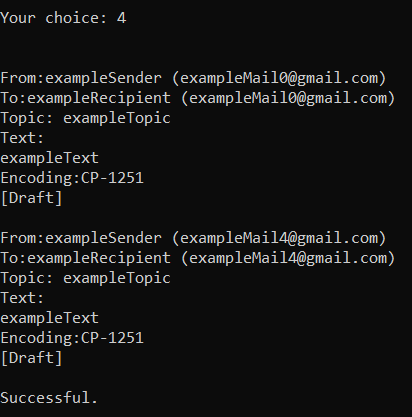 Your choice: 4
From:exampleSender (exampleMail0@gmail.com)
To:exampleRecipient (exampleMail0@gmail.com)
Topic: exampleTopic
Text:
exampleText
Encoding:CP-1251
[Draft]
From:exampleSender (exampleMail4@gmail.com)
To:exampleRecipient (exampleMail4@gmail.com)
Topic: exampleTopic
Text:
exampleText
Encoding:CP-1251
[Draft]
Successful.